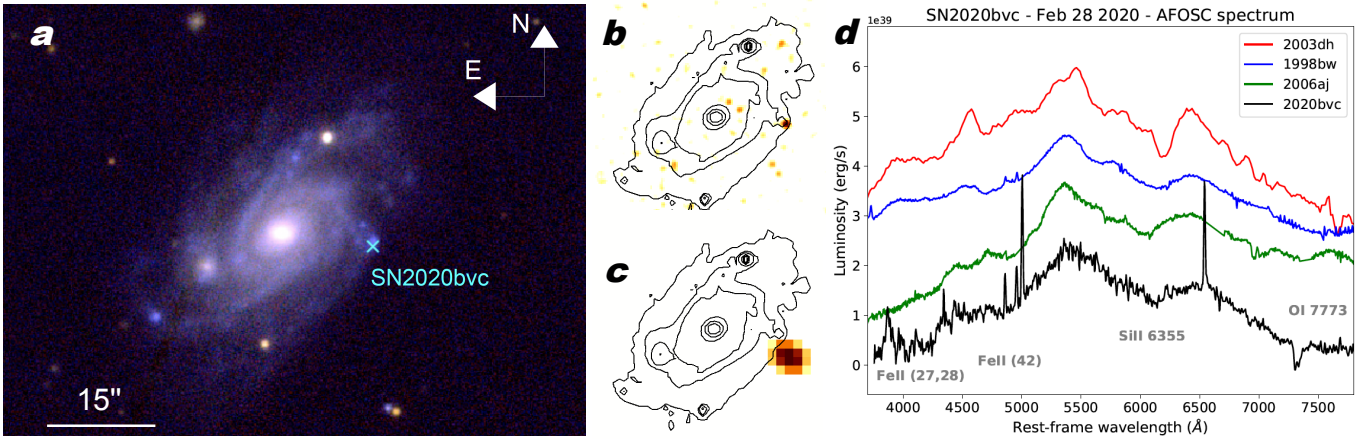 a
N
E
SN2020bvc
15"
b
c
d
SN2020bvc - Feb 28 2020 - AFOSC spectrum
1e39
2003dh
1998bw
2006aj
2020bvc
6
5
4
3
2
1
0
Luminosity (erg/s)
OI 7773
SiII 6355
FeII (42)
FeII (27,28)
4000 4500 5000 5500 6000 6500 7000 7500
Rest-frame wavelength (Å)